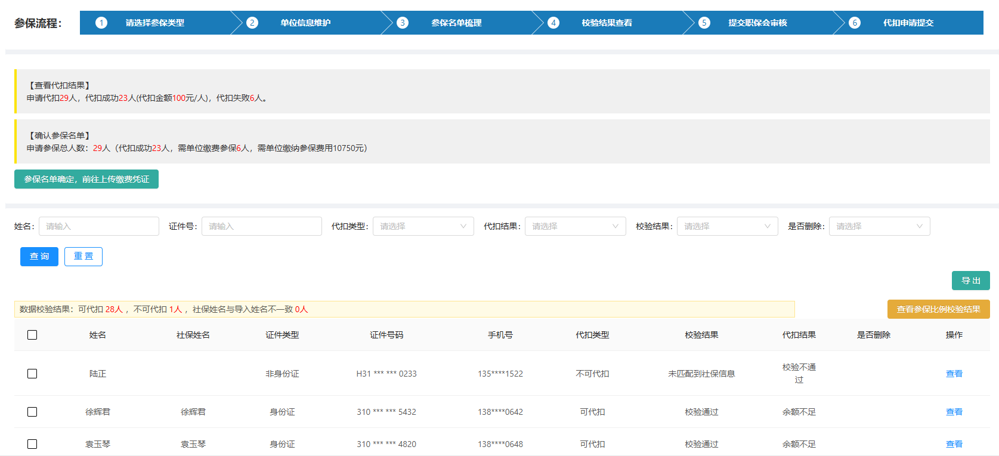 参保流程：
1 请选择参保类型 2 单位信息维护 3 参保名单梳理 4 校验结果查看 5 提交职保会审核 6 代扣申请提交
【查看代扣结果】
申请代扣29人，代扣成功23人(代扣金额100元/人)，代扣失败6人。
【确认参保名单】
申请参保总人数：29人（代扣成功23人，需单位缴费参保6人，需单位缴纳参保费用10750元）
参保名单确定，前往上传缴费凭证
姓名： 请输入 证件号： 请输入 代扣类型： 请选择 代扣结果： 请选择 校验结果： 请选择 是否删除： 请选择
查 询 重 置
导 出
数据校验结果：可代扣 28人 ，不可代扣 1人 ，社保姓名与导入姓名不一致 0人
查看参保比例校验结果
姓名 社保姓名 证件类型 证件号码 手机号 代扣类型 校验结果 代扣结果 是否删除 操作
陆正 非身份证 H31 *** *** 0233 135****1522 不可代扣 未匹配到社保信息 校验不通过 查看
徐辉君 徐辉君 身份证 310 *** *** 5432 138****0642 可代扣 校验通过 余额不足 查看
袁玉琴 袁玉琴 身份证 310 *** *** 4820 138****0648 可代扣 校验通过 余额不足 查看